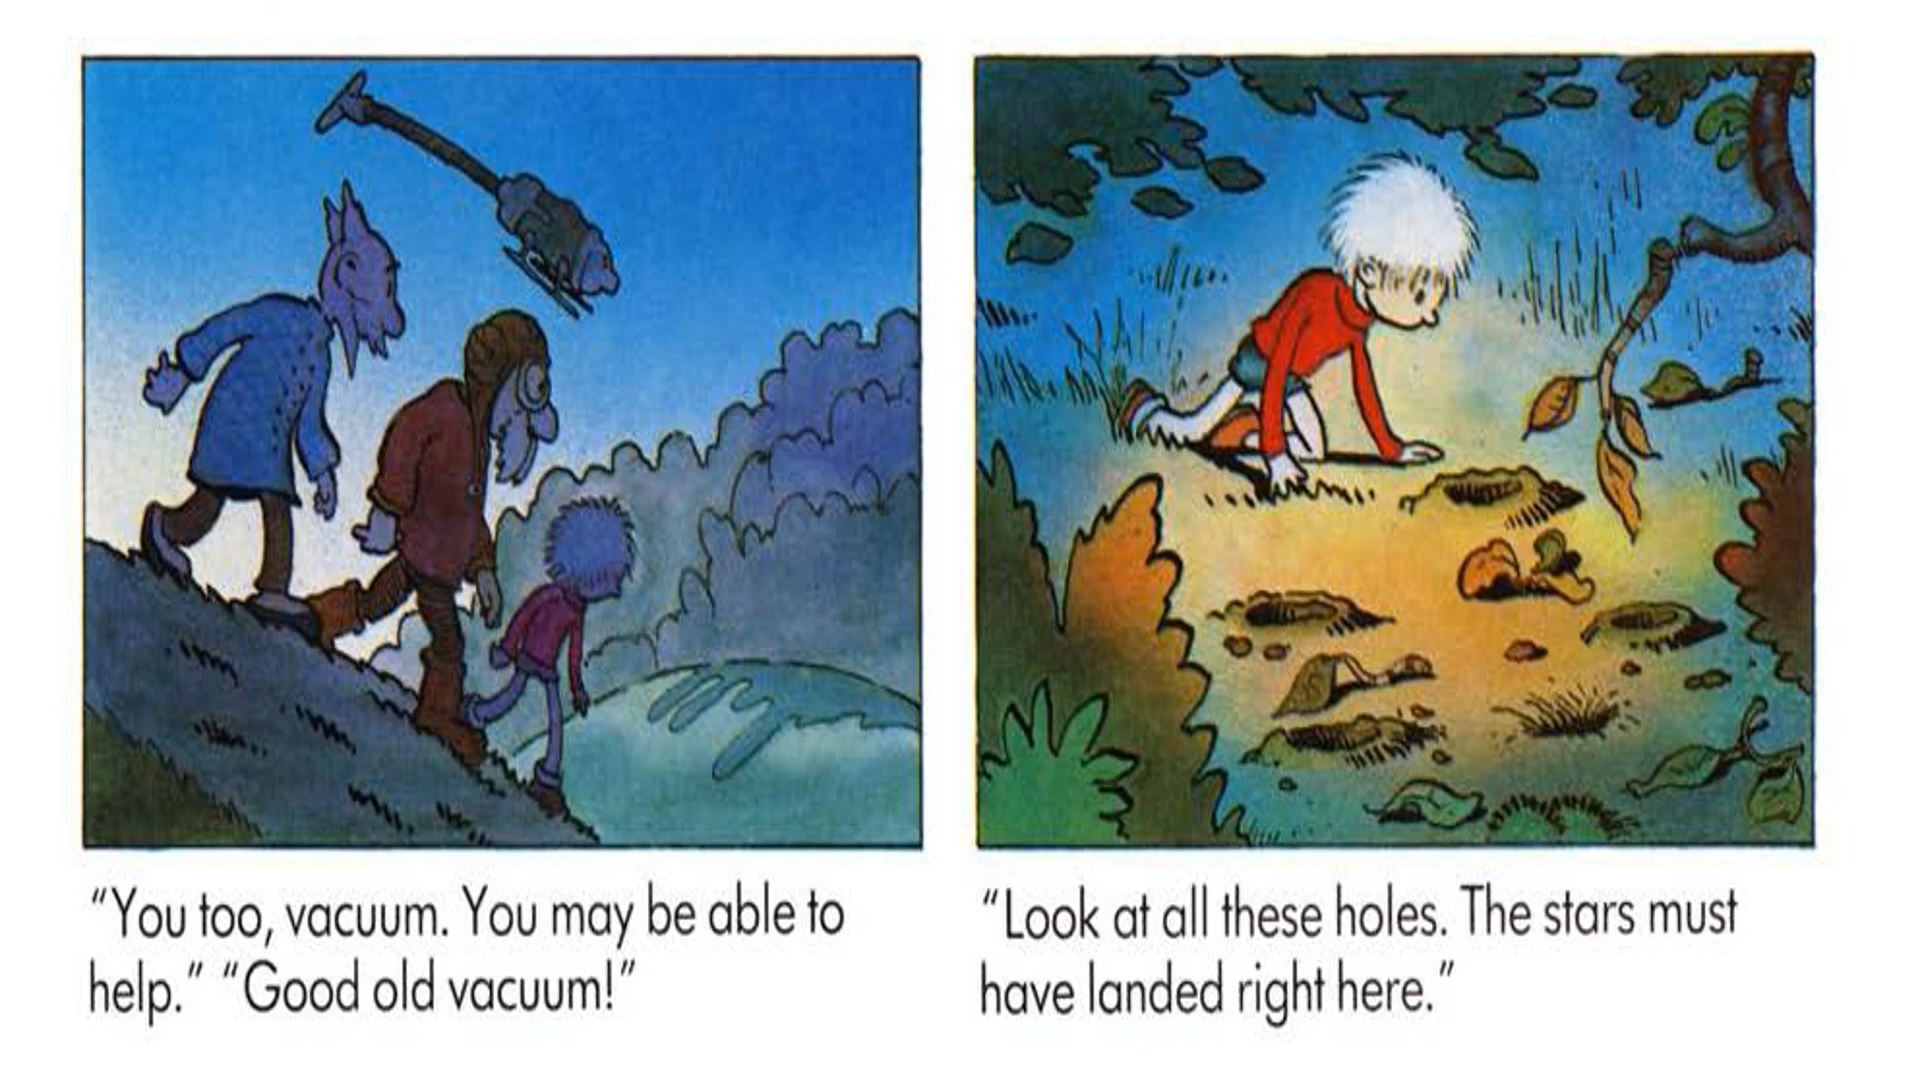 “You too, vacuum. You may be able to
help.” “Good old vacuum!”
“Look at all these holes. The stars must
have landed right here.”